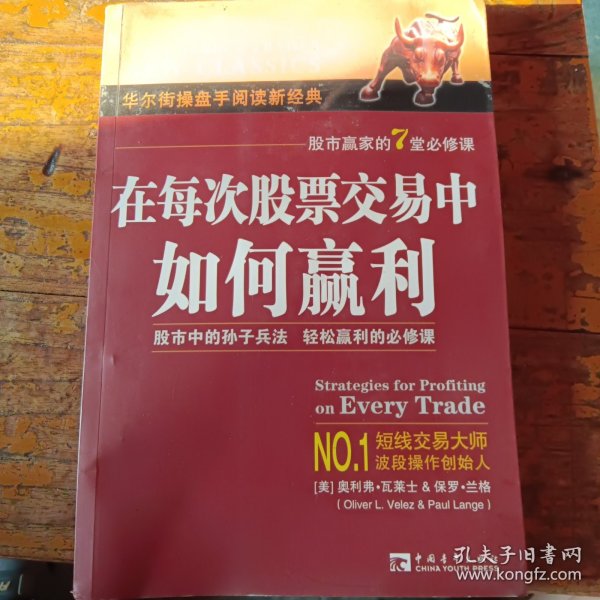 华尔街操盘手阅读新经典
股市赢家的7堂必修课
在每次股票交易中
如何赢利
股市中的孙子兵法 轻松赢利的必修课
Strategies for Profiting
on Every Trade
NO.1 短线交易大师
波段操作创始人
[美] 奥利弗·瓦莱士 & 保罗·兰格
(Oliver L. Velez & Paul Lange)
中国青
CHINA YOUTH PRESS
孔夫子旧书网
www.kongfz.com